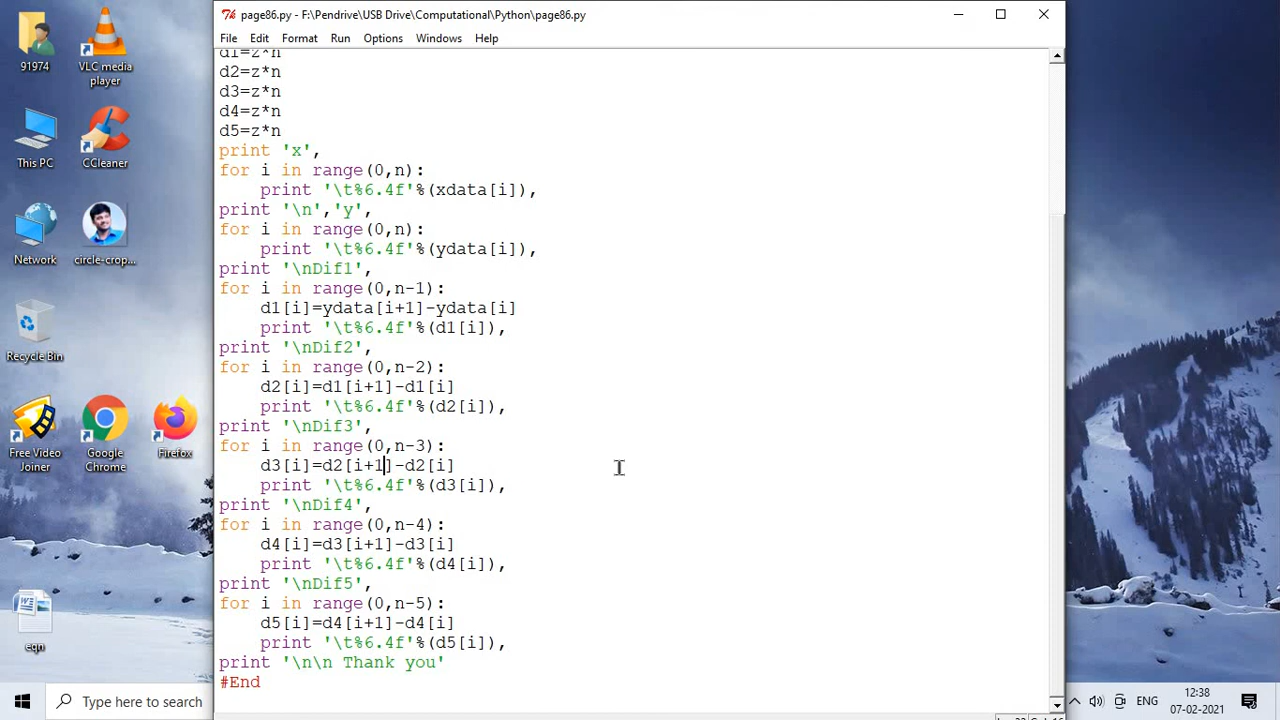 page86.py - F:\Pendrive\USB Drive\Computational\Python\page86.py
File Edit Format Run Options Windows Help
d1=z*n
d2=z*n
d3=z*n
d4=z*n
d5=z*n
print 'x',
for i in range(0,n):
    print '\t%6.4f'%(xdata[i]),
print '\n','y',
for i in range(0,n):
    print '\t%6.4f'%(ydata[i]),
print '\nDif1',
for i in range(0,n-1):
    d1[i]=ydata[i+1]-ydata[i]
    print '\t%6.4f'%(d1[i]),
print '\nDif2',
for i in range(0,n-2):
    d2[i]=d1[i+1]-d1[i]
    print '\t%6.4f'%(d2[i]),
print '\nDif3',
for i in range(0,n-3):
    d3[i]=d2[i+1]-d2[i]
    print '\t%6.4f'%(d3[i]),
print '\nDif4',
for i in range(0,n-4):
    d4[i]=d3[i+1]-d3[i]
    print '\t%6.4f'%(d4[i]),
print '\nDif5',
for i in range(0,n-5):
    d5[i]=d4[i+1]-d4[i]
    print '\t%6.4f'%(d5[i]),
print '\n\n Thank you'
#End
91974
VLC media
player
This PC
CCleaner
Network
circle-crop...
Recycle Bin
Free Video
Joiner
Google
Chrome
Firefox
eqn
Type here to search
ENG
12:38
07-02-2021